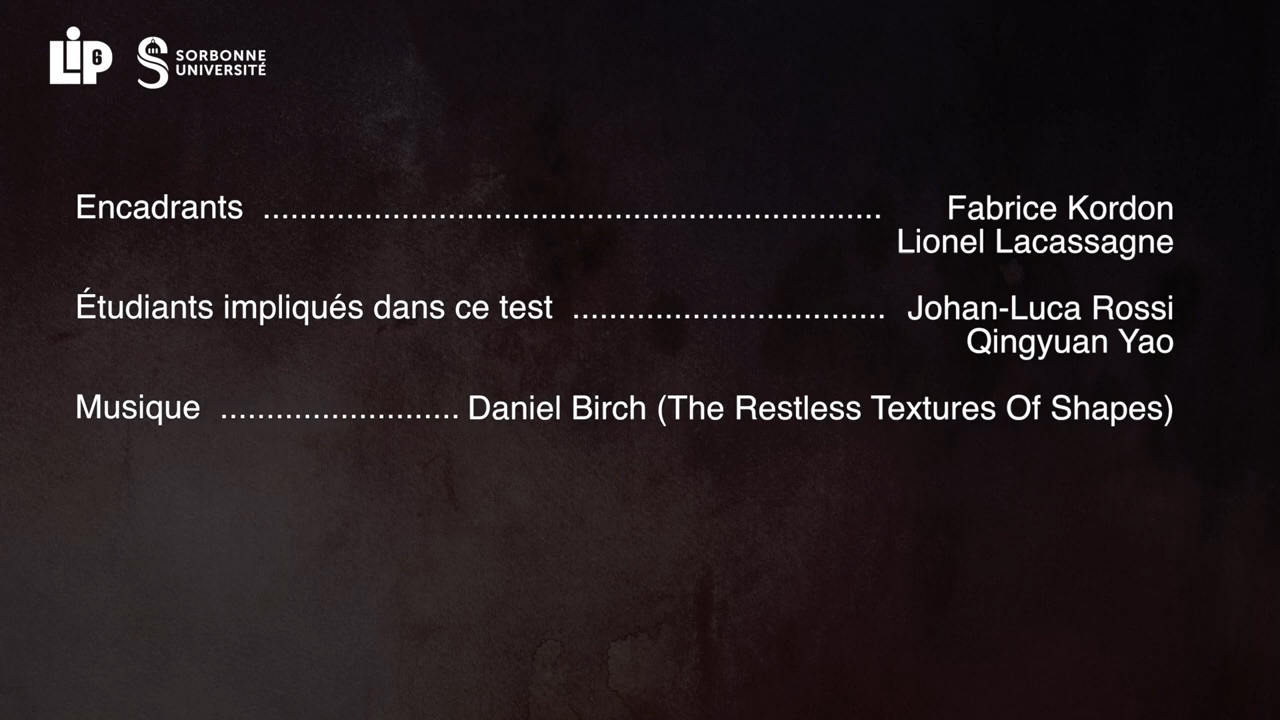 LIP6
SORBONNE
UNIVERSITÉ
Encadrants ................................................................... Fabrice Kordon
Lionel Lacassagne
Étudiants impliqués dans ce test .................................. Johan-Luca Rossi
Qingyuan Yao
Musique .......................... Daniel Birch (The Restless Textures Of Shapes)